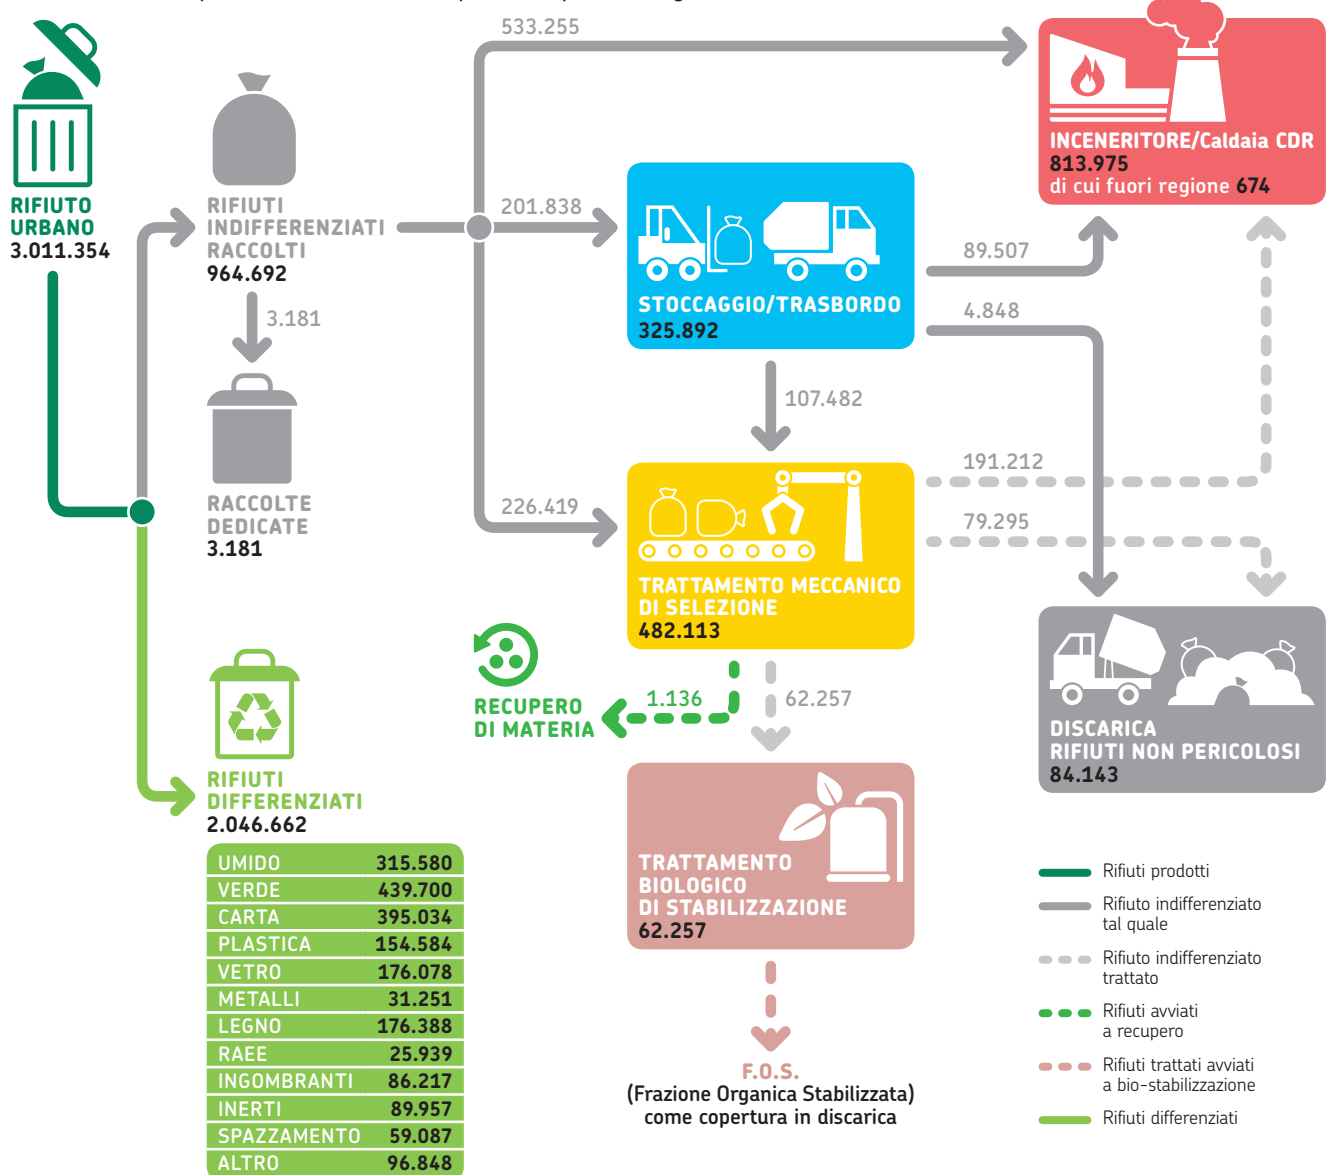 533.255
INCENERITORE/Caldaia CDR
813.975
di cui fuori regione 674
RIFIUTO
URBANO
3.011.354
RIFIUTI
INDIFFERENZIATI
RACCOLTI
964.692
201.838
STOCCAGGIO/TRASBORDO
325.892
89.507
4.848
3.181
107.482
RACCOLTE
DEDICATE
3.181
226.419
TRATTAMENTO MECCANICO
DI SELEZIONE
482.113
191.212
79.295
RECUPERO
DI MATERIA
1.136
62.257
DISCARICA
RIFIUTI NON PERICOLOSI
84.143
RIFIUTI
DIFFERENZIATI
2.046.662
UMIDO 315.580
VERDE 439.700
CARTA 395.034
PLASTICA 154.584
VETRO 176.078
METALLI 31.251
LEGNO 176.388
RAEE 25.939
INGOMBRANTI 86.217
INERTI 89.957
SPAZZAMENTO 59.087
ALTRO 96.848
TRATTAMENTO
BIOLOGICO
DI STABILIZZAZIONE
62.257
F.O.S.
(Frazione Organica Stabilizzata)
come copertura in discarica
Rifiuti prodotti
Rifiuto indifferenziato
tal quale
Rifiuto indifferenziato
trattato
Rifiuti avviati
a recupero
Rifiuti trattati avviati
a bio-stabilizzazione
Rifiuti differenziati